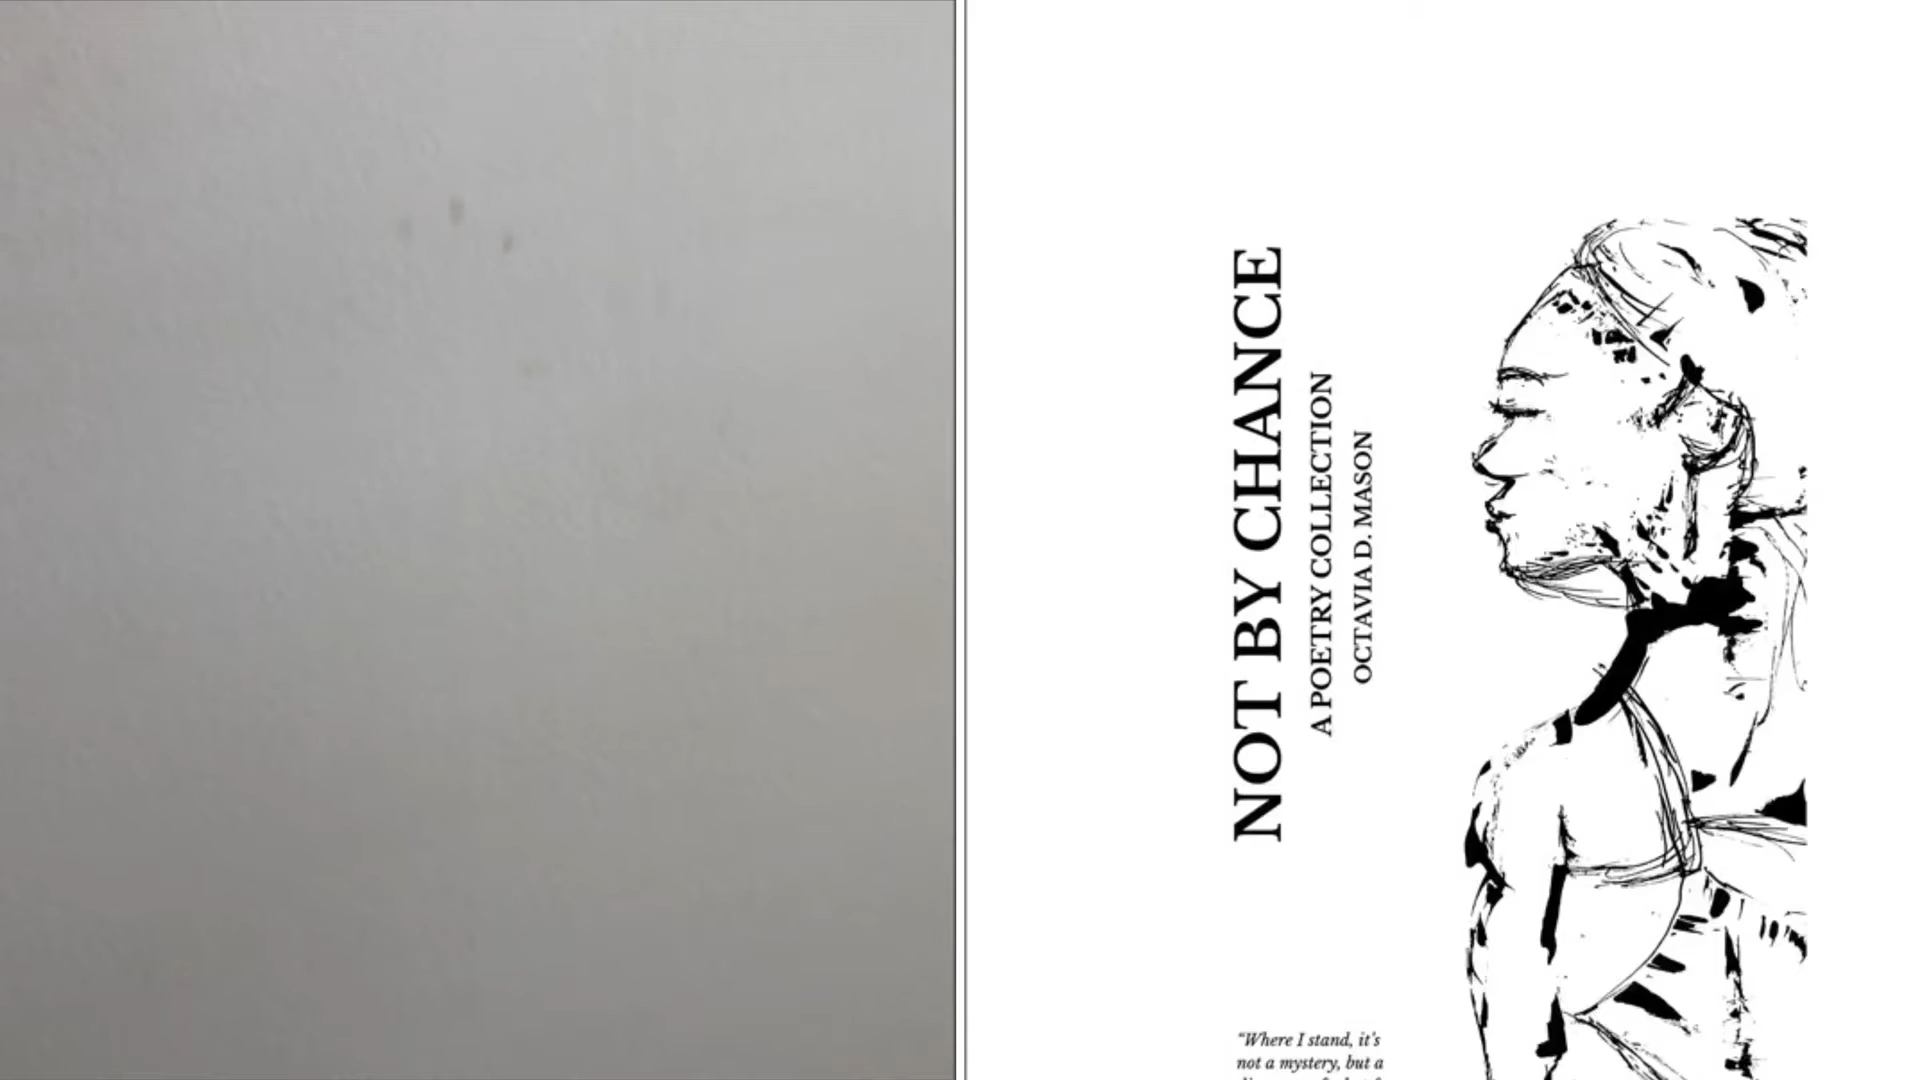 NOT BY CHANCE
A POETRY COLLECTION
OCTAVIA D. MASON
“Where I stand, it’s
not a mystery, but a